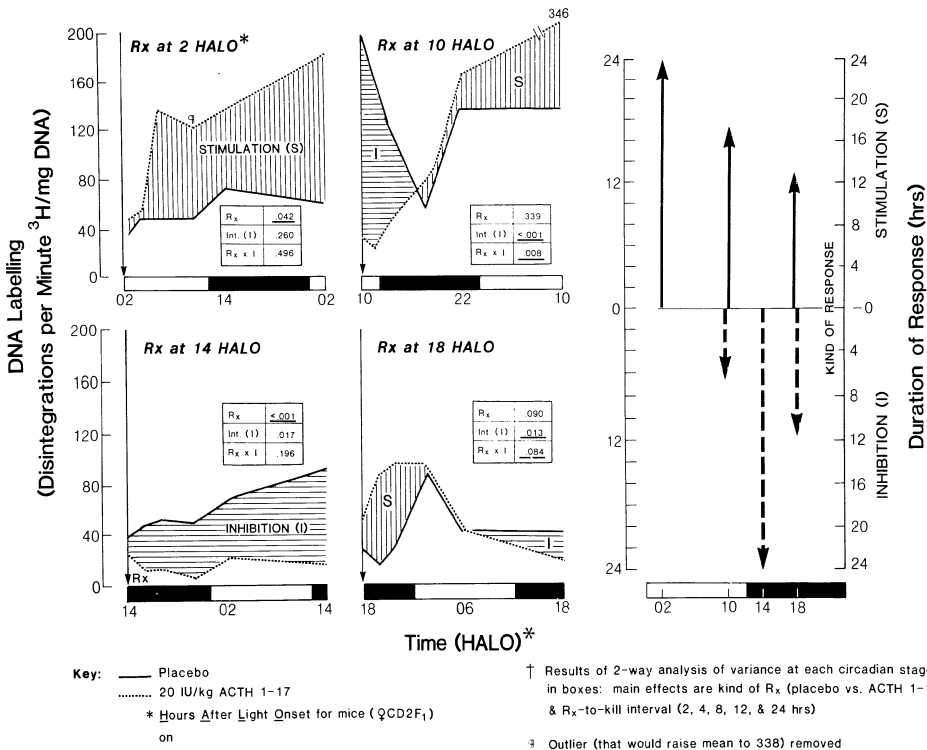 DNA Labelling
(Disintegrations per Minute ³H/mg DNA)
Rx at 2 HALO*
200
160
120
80
40
0
STIMULATION (S)
Rx .042
Int. (I) .260
Rx x I .496
02 14 02
Rx at 10 HALO
346
S
I
Rx .339
Int. (I) <.001
Rx x I .008
10 22 10
Rx at 14 HALO
200
160
120
80
40
0
Rx <.001
Int. (I) .017
Rx x I .196
INHIBITION (I)
Rx
14 02 14
Rx at 18 HALO
Rx .090
Int. (I) .013
Rx x I .084
S
I
18 06 18
Time (HALO)*
24
12
0
12
24
24
20
16
12
8
4
0
4
8
12
16
20
24
KIND OF RESPONSE
STIMULATION (S)
INHIBITION (I)
Duration of Response (hrs)
02 10 14 18
Key: Placebo
20 IU/kg ACTH 1-17
* Hours After Light Onset for mice (♀CD2F₁)
on
† Results of 2-way analysis of variance at each circadian stag
in boxes: main effects are kind of Rx (placebo vs. ACTH 1-1
& Rx-to-kill interval (2, 4, 8, 12, & 24 hrs)
Outlier (that would raise mean to 338) removed